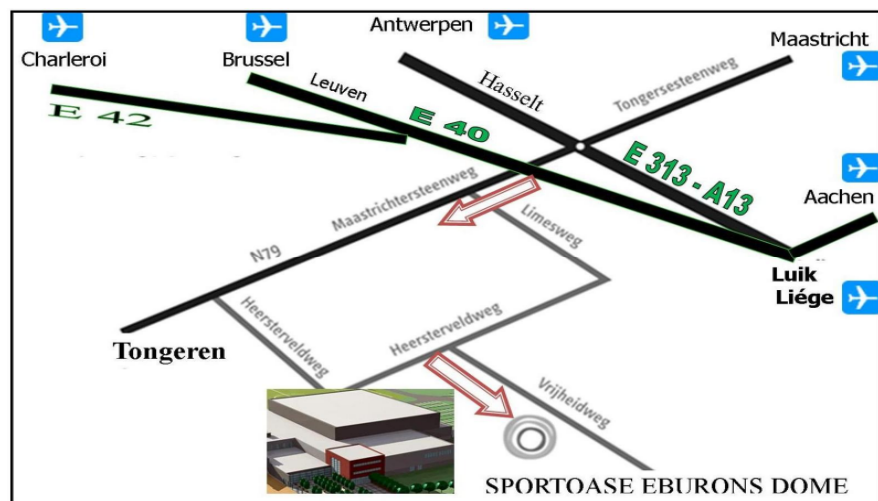 Antwerpen
Charleroi
Brussel
Maastricht
Leuven
Hasselt
Tongersesteenweg
E 42
E 40
E 313 - A13
Aachen
Maastrichtersteenweg
Limesweg
N79
Luik
Liége
Heersterveldweg
Heersterveldweg
Tongeren
Vrijheidweg
SPORTOASE EBURONS DOME